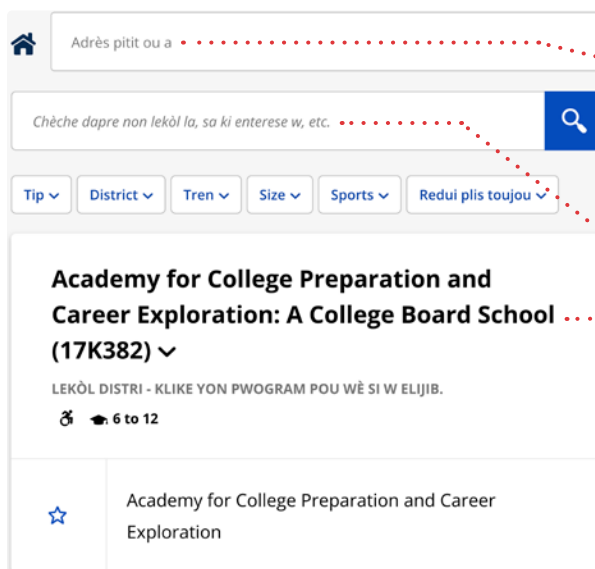 Adrès pitit ou a
Chèche dapre non lekòl la, sa ki enterese w, etc.
Tip District Tren Size Sports Redui plis toujou
Academy for College Preparation and
Career Exploration: A College Board School
(17K382)
LEKÒL DISTRI - KLIKE YON PWOGRAM POU WÈ SI W ELIJIB.
6 to 12
Academy for College Preparation and Career
Exploration